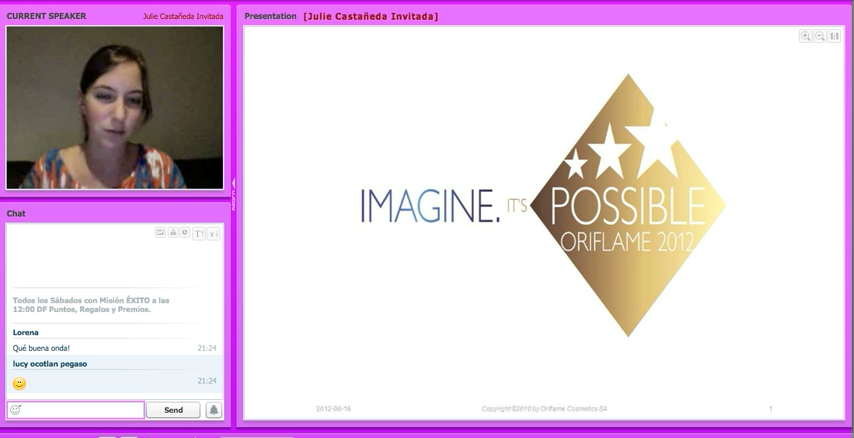 CURRENT SPEAKER
Julie Castañeda Invitada
Presentation [Julie Castañeda Invitada]
1:1
IMAGINE. IT'S POSSIBLE
ORIFLAME 2012
2012-08-16
Copyright ©2010 by Oriflame Cosmetics SA
1
Chat
Todos los Sábados con Misión ÉXITO a las
12:00 DF Puntos, Regalos y Premios.
Lorena
Qué buena onda!
21:24
lucy ocotlan pegaso
21:24
Send